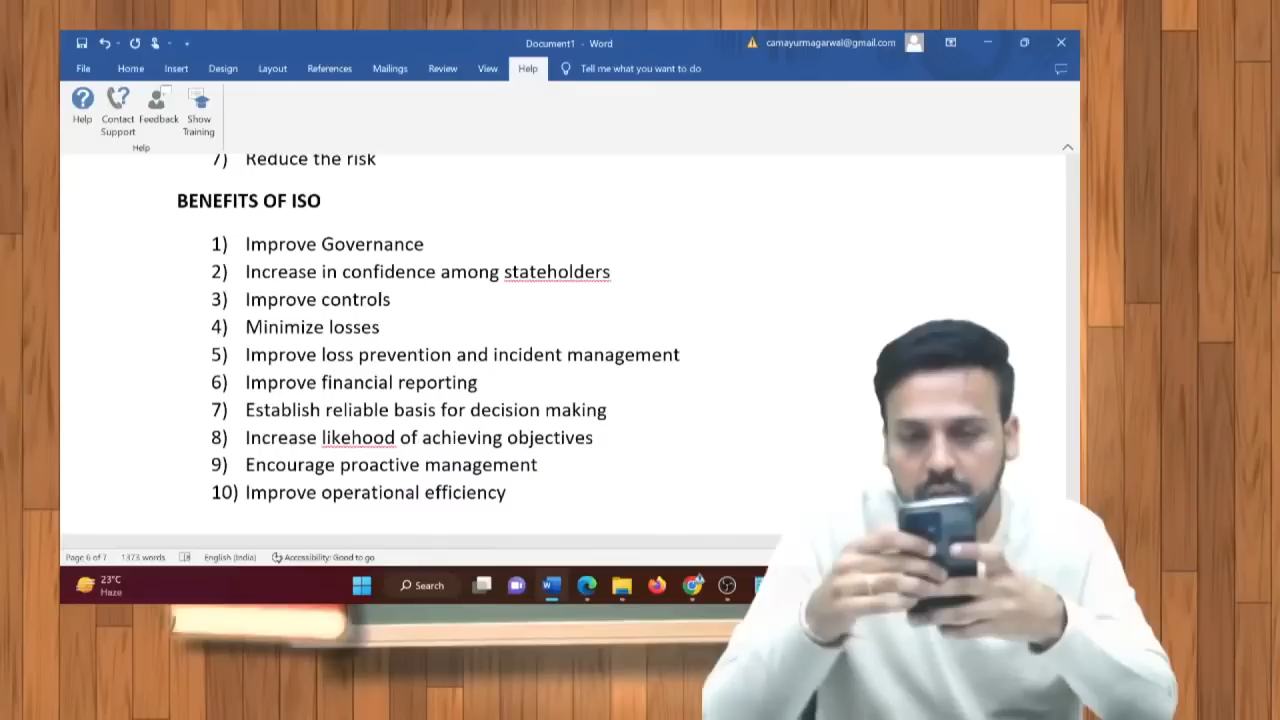 Document1 - Word
camayurmagarwal@gmail.com
File Home Insert Design Layout References Mailings Review View Help Tell me what you want to do
Help Contact Support Feedback Show Training
Help
7) Reduce the risk
BENEFITS OF ISO
1) Improve Governance
2) Increase in confidence among stateholders
3) Improve controls
4) Minimize losses
5) Improve loss prevention and incident management
6) Improve financial reporting
7) Establish reliable basis for decision making
8) Increase likehood of achieving objectives
9) Encourage proactive management
10) Improve operational efficiency
Page 6 of 7 1373 words English (India) Accessibility: Good to go
23°C
Haze
Search